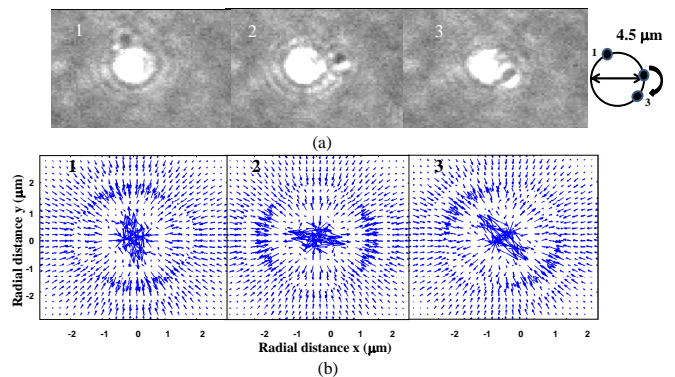 1 2 3
4.5 μm
1
3
(a)
1 2 3
Radial distance y (μm)
2
1
0
-1
-2
-2 -1 0 1 2 -2 -1 0 1 2 -2 -1 0 1 2
Radial distance x (μm)
(b)